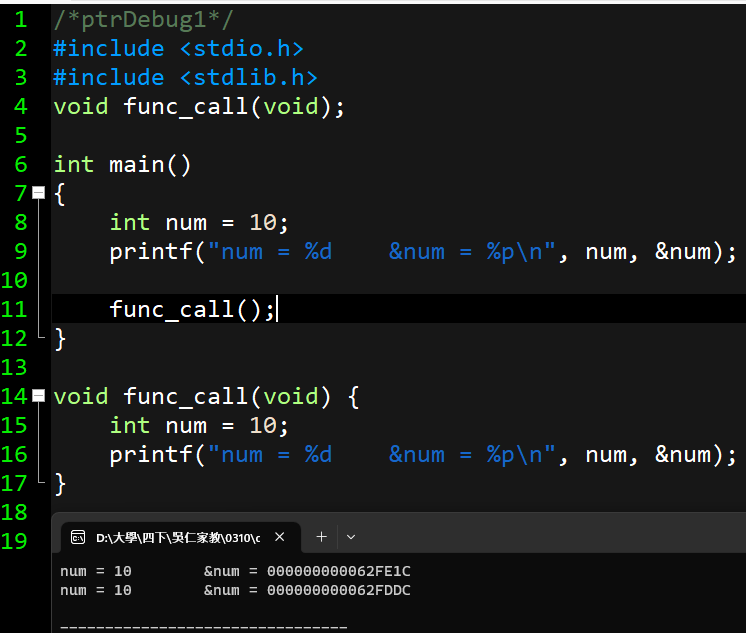 1 /*ptrDebug1*/
2 #include <stdio.h>
3 #include <stdlib.h>
4 void func_call(void);
5
6 int main()
7 {
8     int num = 10;
9     printf("num = %d    &num = %p\n", num, &num);
10
11     func_call();
12 }
13
14 void func_call(void) {
15     int num = 10;
16     printf("num = %d    &num = %p\n", num, &num);
17 }
18
19
D:\大學\四下\吳仁家教\0310\c
num = 10        &num = 000000000062FE1C
num = 10        &num = 000000000062FDDC
--------------------------------